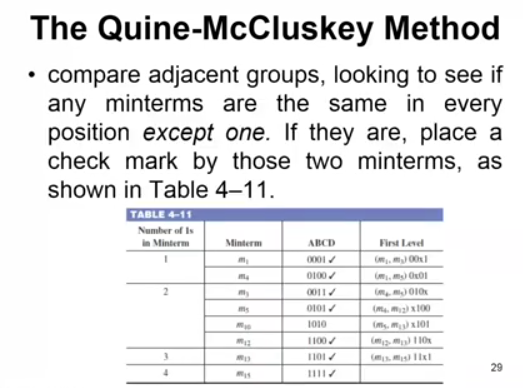 The Quine-McCluskey Method
• compare adjacent groups, looking to see if
any minterms are the same in every
position except one. If they are, place a
check mark by those two minterms, as
shown in Table 4–11.
TABLE 4–11
Number of 1s
in Minterm Minterm ABCD First Level
1 m₁ 0001 ✓ (m₁, m₃) 00x1
m₄ 0100 ✓ (m₁, m₅) 0x01
2 m₃ 0011 ✓ (m₄, m₅) 010x
m₅ 0101 ✓ (m₄, m₁₂) x100
m₁₀ 1010 (m₅, m₁₃) x101
m₁₂ 1100 ✓ (m₁₂, m₁₃) 110x
3 m₁₃ 1101 ✓ (m₁₃, m₁₅) 11x1
4 m₁₅ 1111 ✓
29